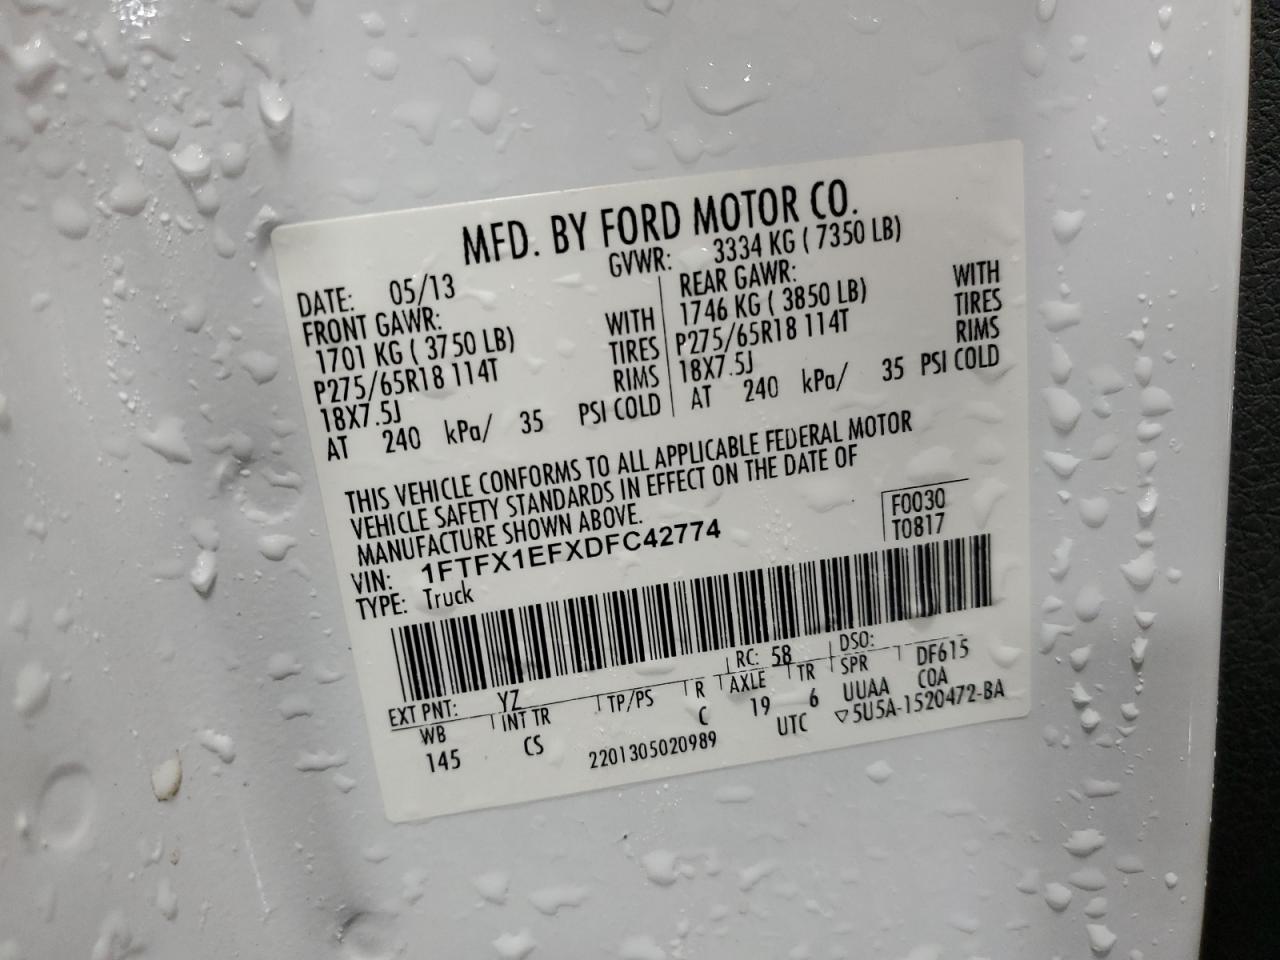 MFD. BY FORD MOTOR CO.
DATE: 05/13 GVWR: 3334 KG ( 7350 LB)
FRONT GAWR: REAR GAWR:
1701 KG ( 3750 LB) WITH 1746 KG ( 3850 LB) WITH
P275/65R18 114T TIRES P275/65R18 114T TIRES
18X7.5J RIMS 18X7.5J RIMS
AT 240 kPa/ 35 PSI COLD AT 240 kPa/ 35 PSI COLD
THIS VEHICLE CONFORMS TO ALL APPLICABLE FEDERAL MOTOR
VEHICLE SAFETY STANDARDS IN EFFECT ON THE DATE OF
MANUFACTURE SHOWN ABOVE.
VIN: 1FTFX1EFXDFC42774 F0030
TYPE: Truck T0817
EXT PNT: YZ RC: 58 DSO:
WB INT TR TP/PS R AXLE TR SPR DF615
145 CS C 19 6 UUAA COA
2201305020989 UTC ▽5U5A-1520472-BA